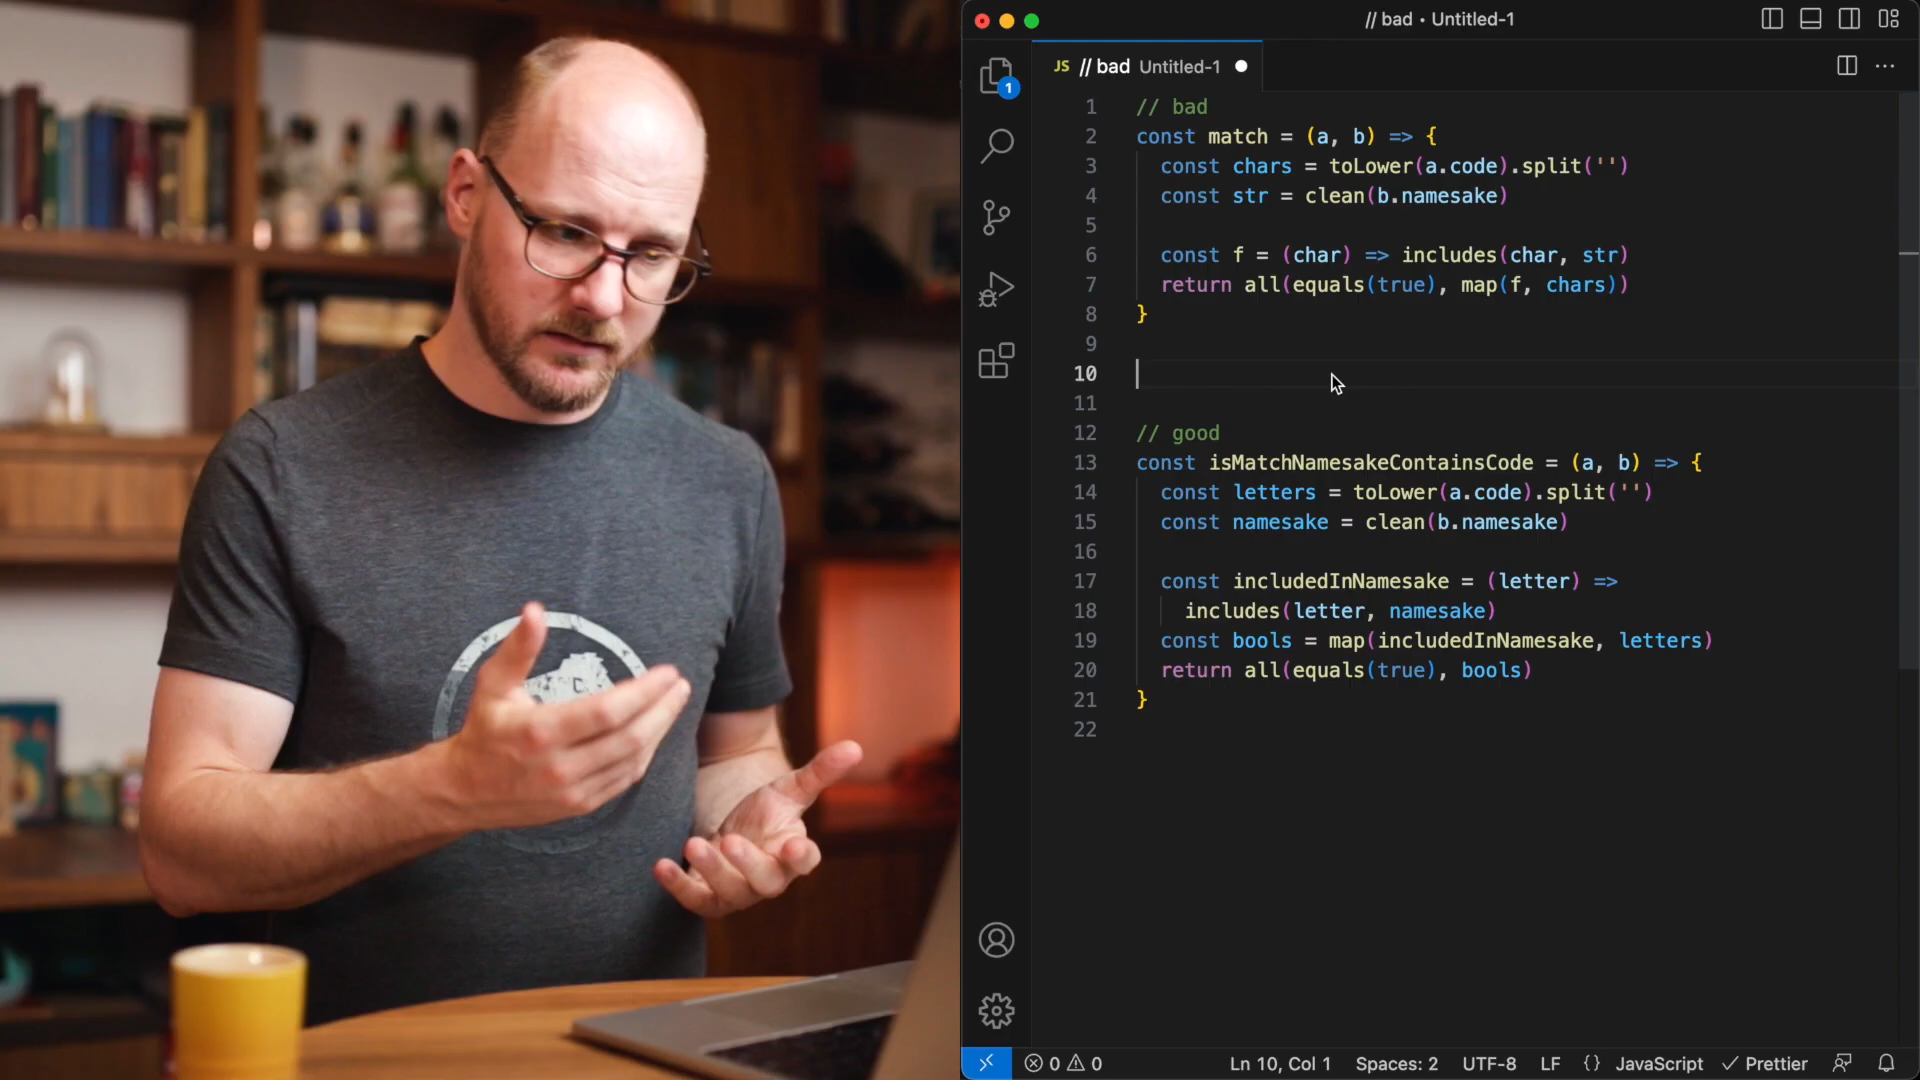 // bad • Untitled-1
JS // bad Untitled-1
1
1 // bad
2 const match = (a, b) => {
3 const chars = toLower(a.code).split('')
4 const str = clean(b.namesake)
5
6 const f = (char) => includes(char, str)
7 return all(equals(true), map(f, chars))
8 }
9
10
11
12 // good
13 const isMatchNamesakeContainsCode = (a, b) => {
14 const letters = toLower(a.code).split('')
15 const namesake = clean(b.namesake)
16
17 const includedInNamesake = (letter) =>
18 includes(letter, namesake)
19 const bools = map(includedInNamesake, letters)
20 return all(equals(true), bools)
21 }
22
0 0 Ln 10, Col 1 Spaces: 2 UTF-8 LF {} JavaScript Prettier